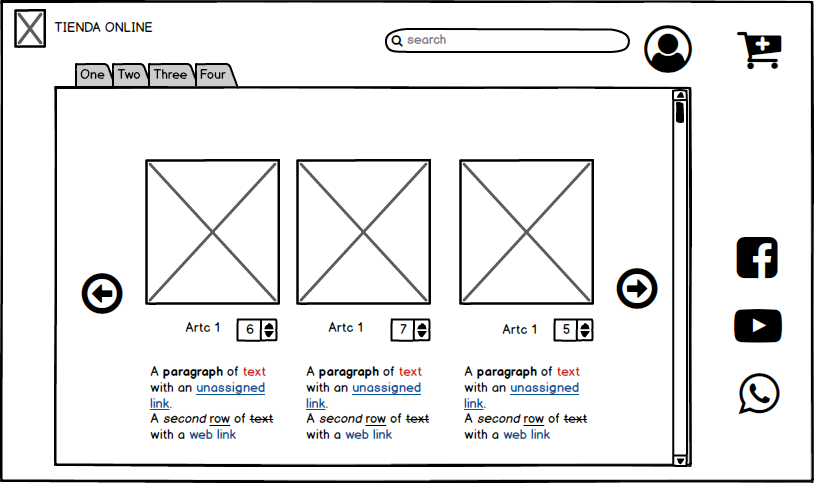 TIENDA ONLINE
search
One Two Three Four
Artc 1 6
Artc 1 7
Artc 1 5
A paragraph of text
with an unassigned
link.
A second row of text
with a web link
A paragraph of text
with an unassigned
link.
A second row of text
with a web link
A paragraph of text
with an unassigned
link.
A second row of text
with a web link